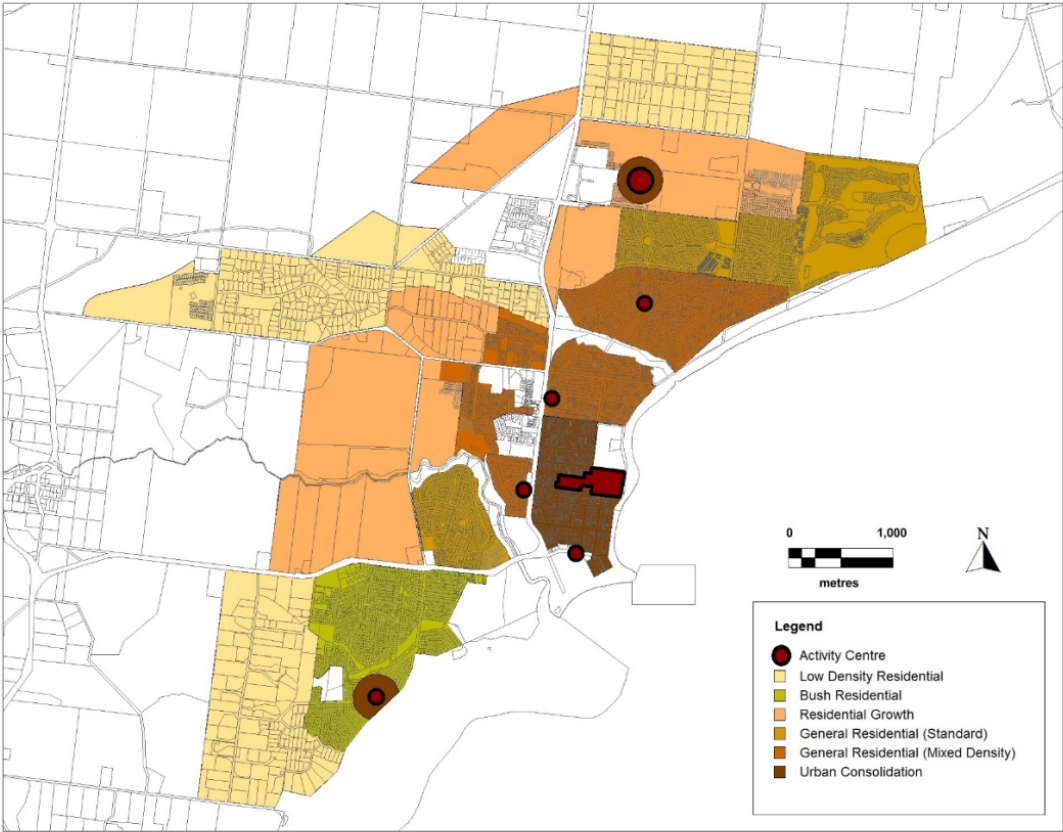 0 1,000
metres
N
Legend
Activity Centre
Low Density Residential
Bush Residential
Residential Growth
General Residential (Standard)
General Residential (Mixed Density)
Urban Consolidation